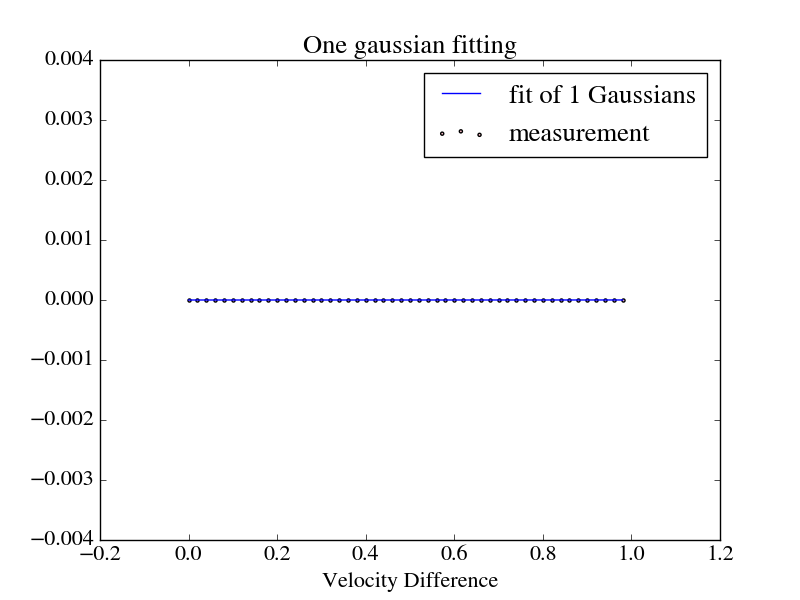 One gaussian fitting
0.004
0.003
0.002
0.001
0.000
−0.001
−0.002
−0.003
−0.004
fit of 1 Gaussians
measurement
−0.2 0.0 0.2 0.4 0.6 0.8 1.0 1.2
Velocity Difference